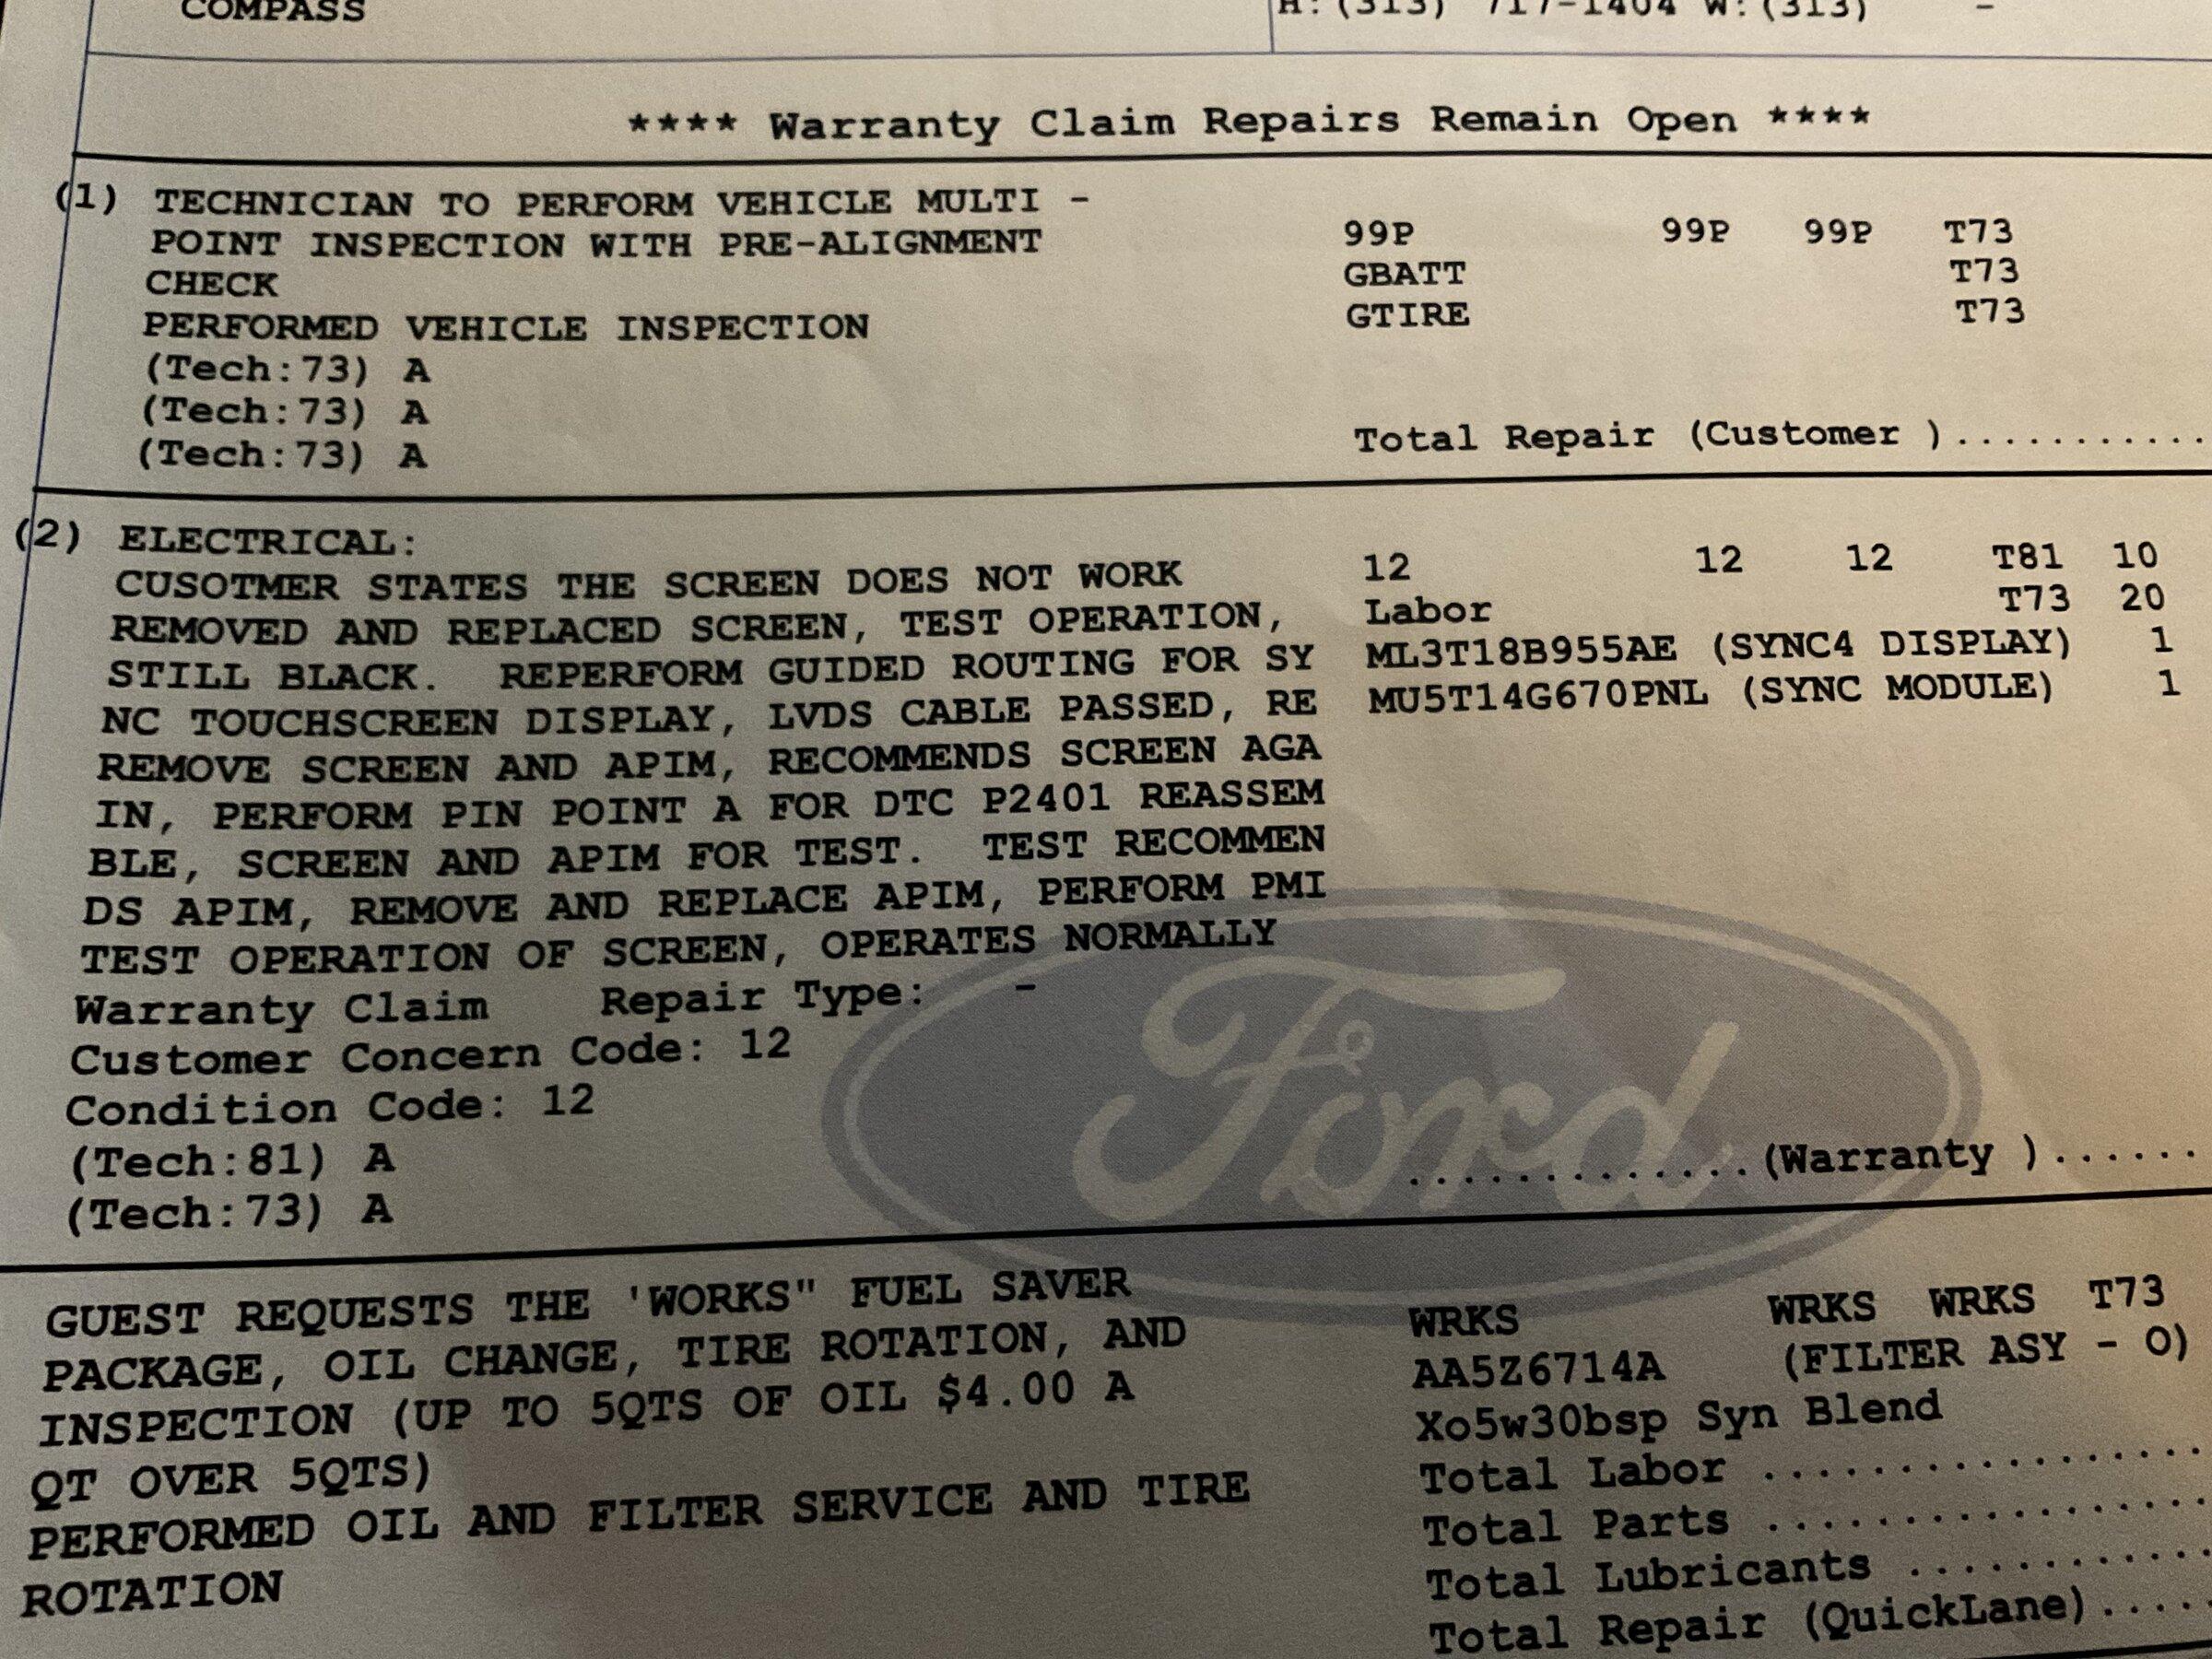 COMPASS
H: (313) 717-1404 W: (313) -
**** Warranty Claim Repairs Remain Open ****
(1) TECHNICIAN TO PERFORM VEHICLE MULTI -
POINT INSPECTION WITH PRE-ALIGNMENT
CHECK
PERFORMED VEHICLE INSPECTION
(Tech:73) A
(Tech:73) A
(Tech:73) A
99P 99P 99P T73
GBATT T73
GTIRE T73
Total Repair (Customer )...........
(2) ELECTRICAL:
CUSOTMER STATES THE SCREEN DOES NOT WORK
REMOVED AND REPLACED SCREEN, TEST OPERATION,
STILL BLACK. REPERFORM GUIDED ROUTING FOR SY
NC TOUCHSCREEN DISPLAY, LVDS CABLE PASSED, RE
REMOVE SCREEN AND APIM, RECOMMENDS SCREEN AGA
IN, PERFORM PIN POINT A FOR DTC P2401 REASSEM
BLE, SCREEN AND APIM FOR TEST. TEST RECOMMEN
DS APIM, REMOVE AND REPLACE APIM, PERFORM PMI
TEST OPERATION OF SCREEN, OPERATES NORMALLY
Warranty Claim Repair Type: -
Customer Concern Code: 12
Condition Code: 12
(Tech:81) A
(Tech:73) A
12 12 12 T81 10
Labor T73 20
ML3T18B955AE (SYNC4 DISPLAY) 1
MU5T14G670PNL (SYNC MODULE) 1
Ford
.............(Warranty )......
GUEST REQUESTS THE 'WORKS" FUEL SAVER
PACKAGE, OIL CHANGE, TIRE ROTATION, AND
INSPECTION (UP TO 5QTS OF OIL $4.00 A
QT OVER 5QTS)
PERFORMED OIL AND FILTER SERVICE AND TIRE
ROTATION
WRKS WRKS WRKS T73
AA5Z6714A (FILTER ASY - O)
Xo5w30bsp Syn Blend
Total Labor .................
Total Parts .................
Total Lubricants ............
Total Repair (QuickLane).....